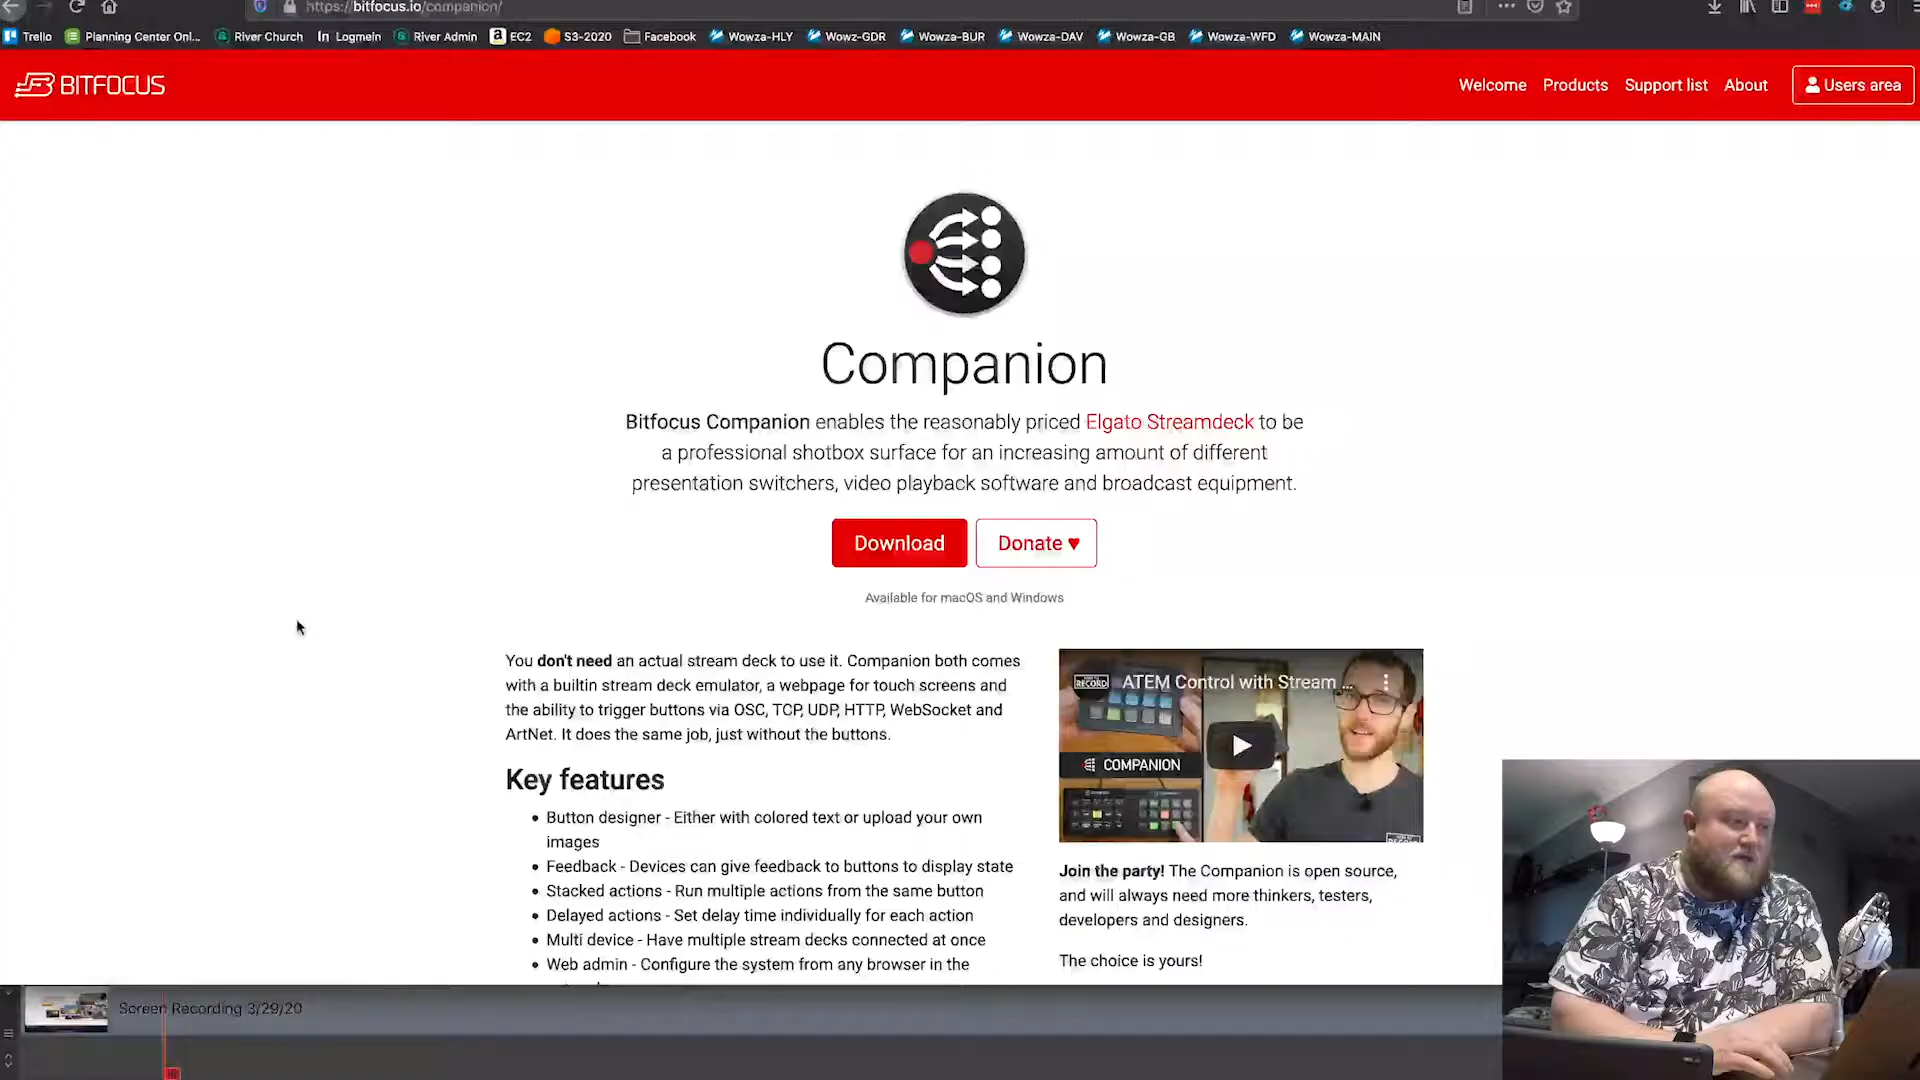 https://bitfocus.io/companion/
Trello
Planning Center Onl...
River Church
Logmein
River Admin
EC2
S3-2020
Facebook
Wowza-HLY
Wowz-GDR
Wowza-BUR
Wowza-DAV
Wowza-GB
Wowza-WFD
Wowza-MAIN
BITFOCUS
Welcome
Products
Support list
About
Users area
Companion
Bitfocus Companion enables the reasonably priced Elgato Streamdeck to be
a professional shotbox surface for an increasing amount of different
presentation switchers, video playback software and broadcast equipment.
Download
Donate ♥
Available for macOS and Windows
You don't need an actual stream deck to use it. Companion both comes
with a builtin stream deck emulator, a webpage for touch screens and
the ability to trigger buttons via OSC, TCP, UDP, HTTP, WebSocket and
ArtNet. It does the same job, just without the buttons.
Key features
Button designer - Either with colored text or upload your own
images
Feedback - Devices can give feedback to buttons to display state
Stacked actions - Run multiple actions from the same button
Delayed actions - Set delay time individually for each action
Multi device - Have multiple stream decks connected at once
Web admin - Configure the system from any browser in the
RECORD
ATEM Control with Stream ...
COMPANION
Join the party! The Companion is open source,
and will always need more thinkers, testers,
developers and designers.
The choice is yours!
Screen Recording 3/29/20